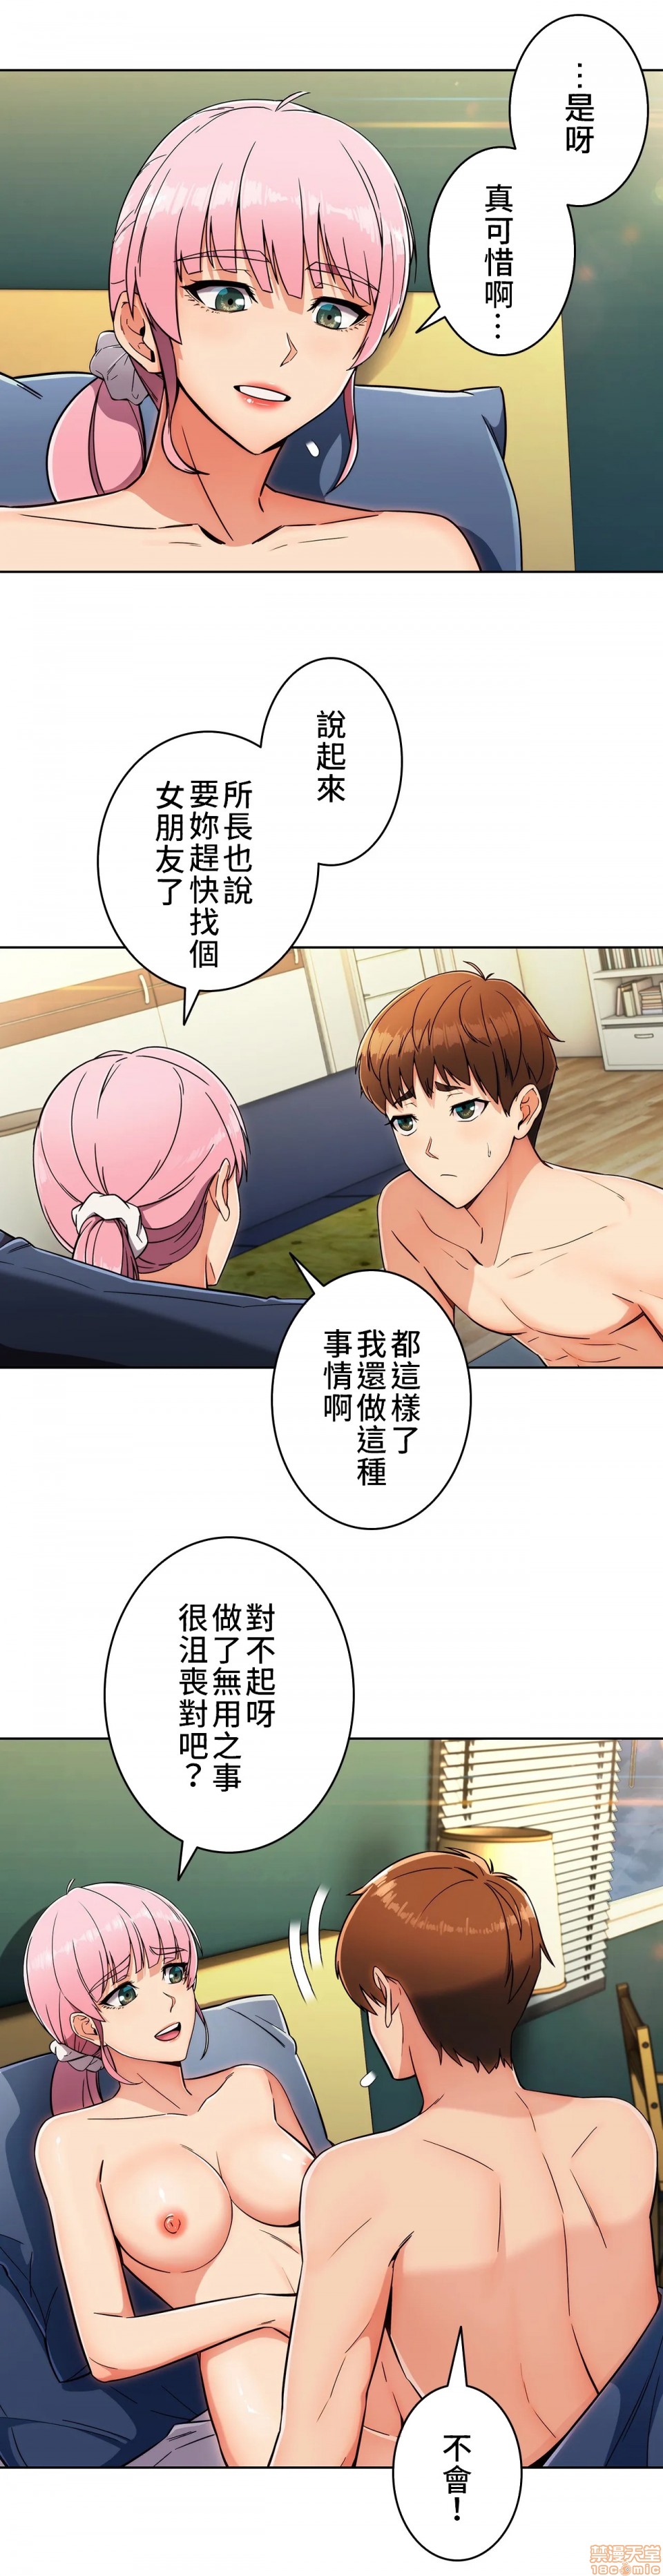 …是呀
真可惜啊…
說起來
所長也說
要妳趕快找個
女朋友了
都這樣了
我還做這種
事情啊
對不起呀
做了無用之事
很沮喪對吧？
不會！
禁漫天堂
18comic.org